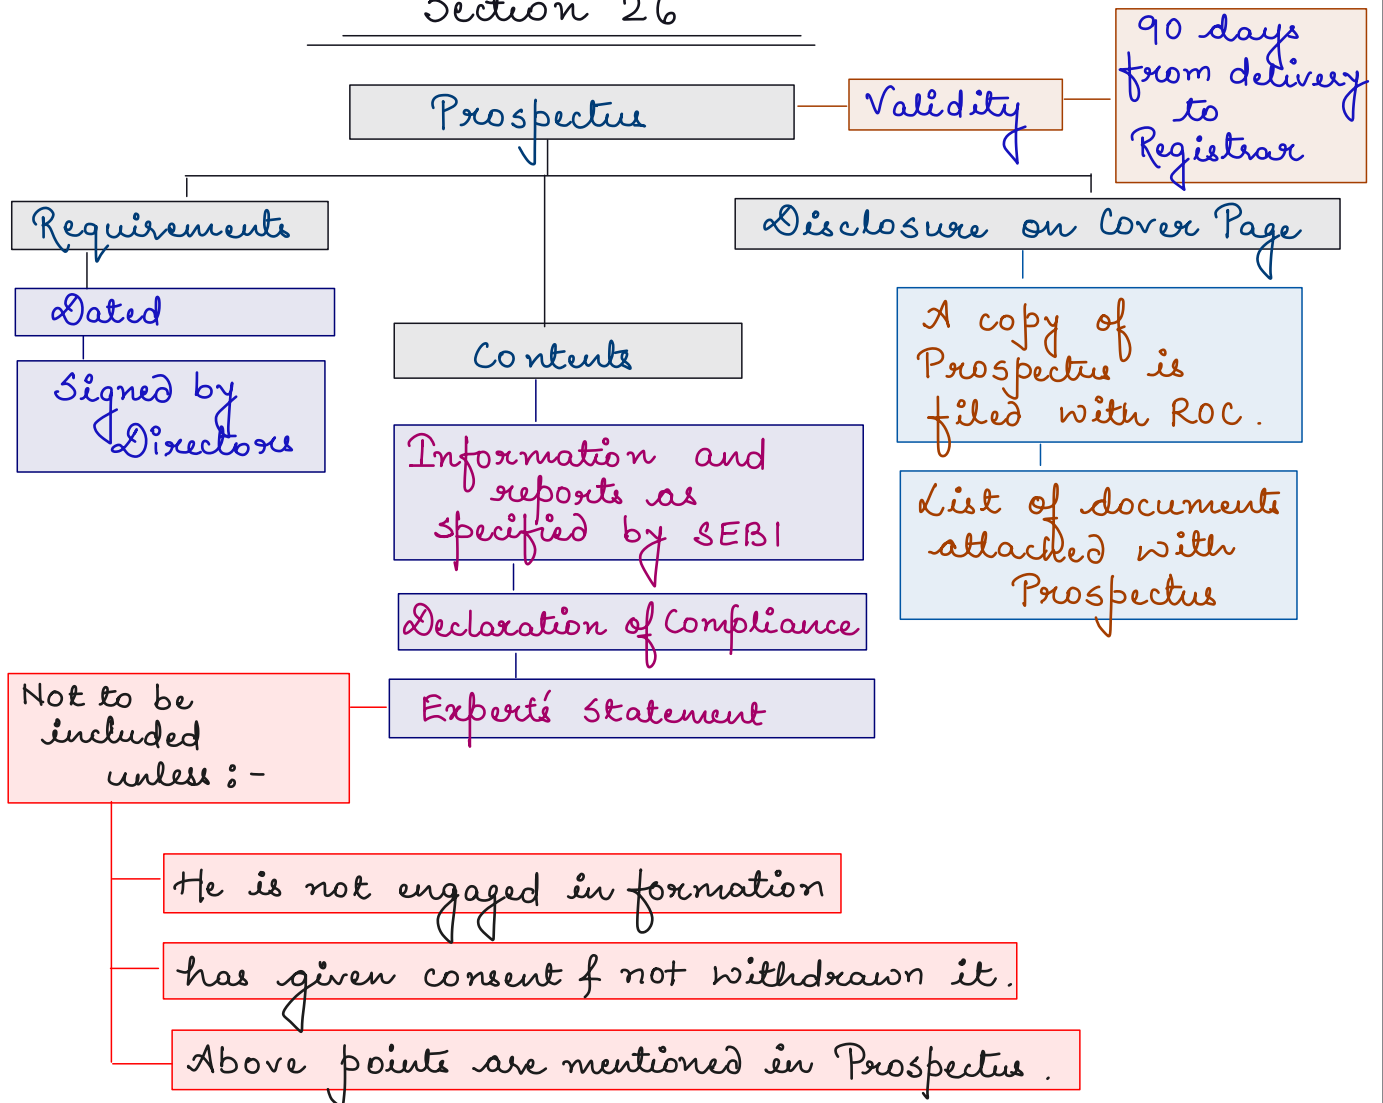 Section 26
Prospectus
Validity
90 days
from delivery
to
Registrar
Requirements
Dated
Signed by
Directors
Contents
Information and
reports as
specified by SEBI
Declaration of Compliance
Expert's Statement
Not to be
included
unless :-
He is not engaged in formation
has given consent & not withdrawn it.
Above points are mentioned in Prospectus.
Disclosure on Cover Page
A copy of
Prospectus is
filed with ROC.
List of documents
attached with
Prospectus